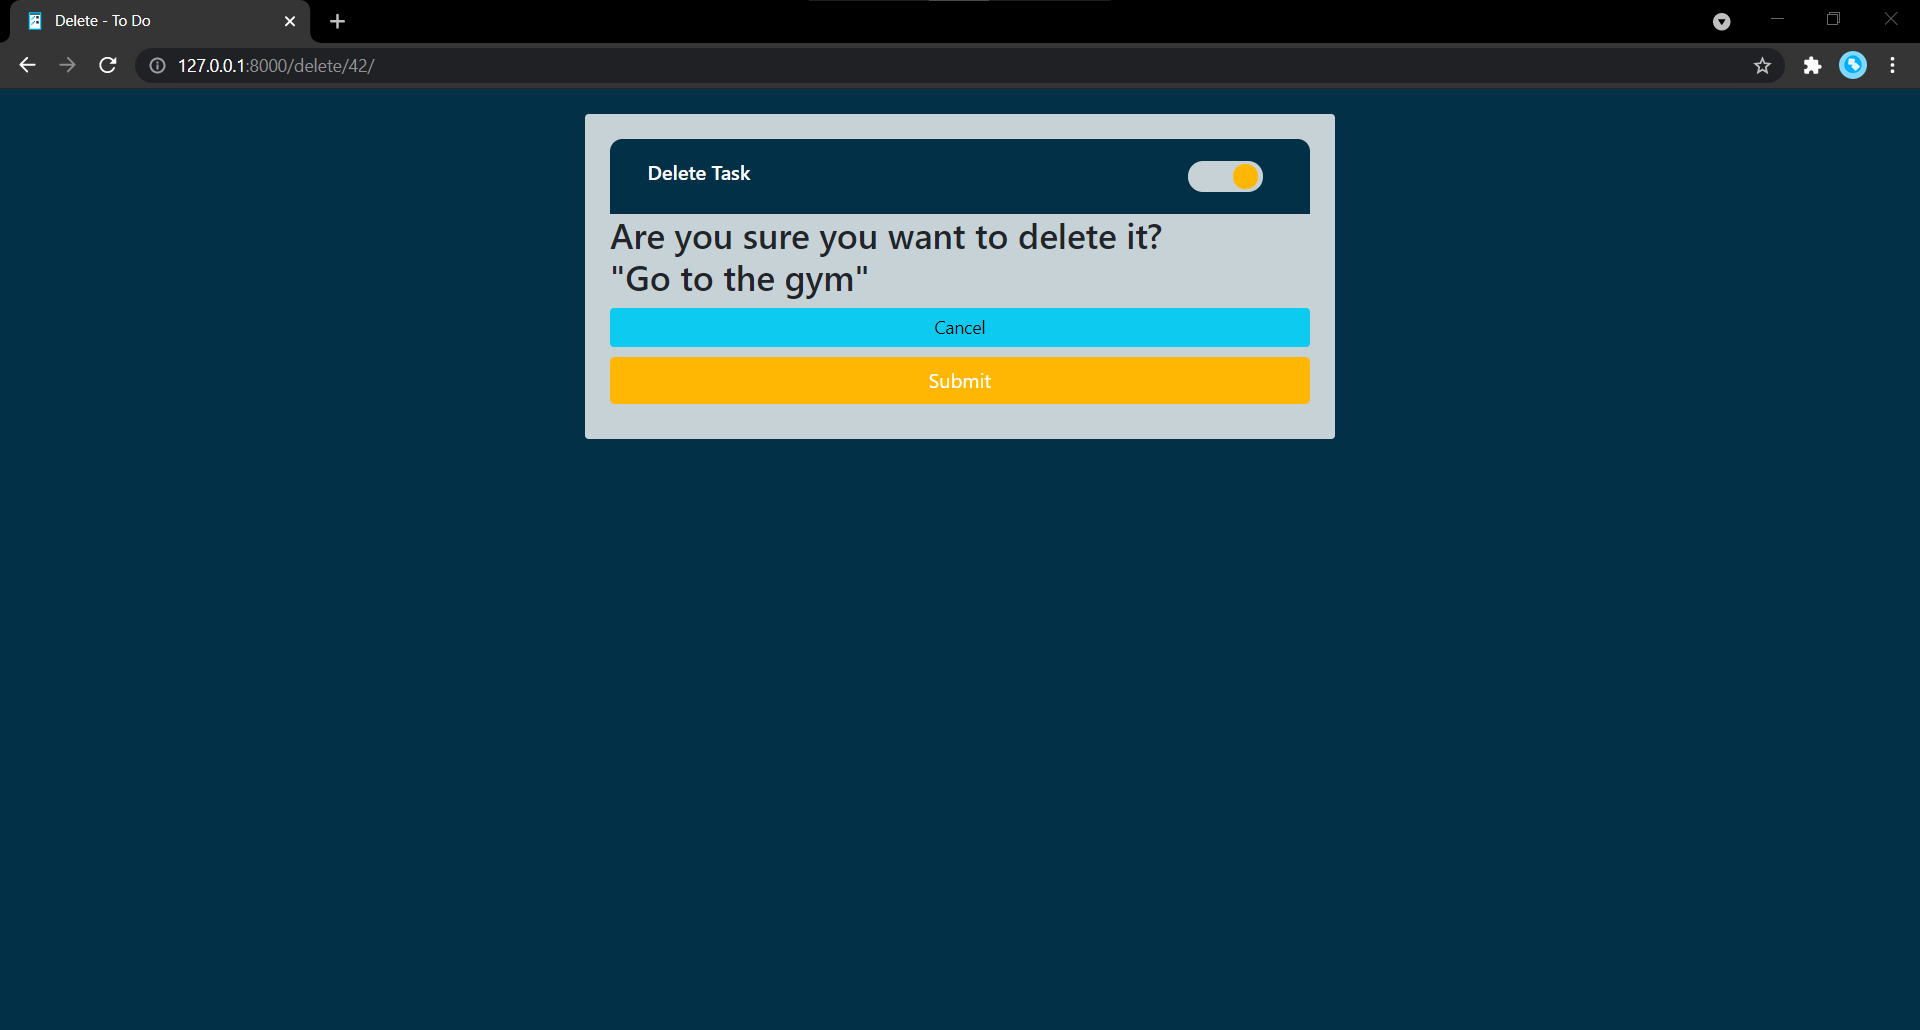 Delete - To Do
127.0.0.1:8000/delete/42/
Delete Task
Are you sure you want to delete it?
"Go to the gym"
Cancel
Submit